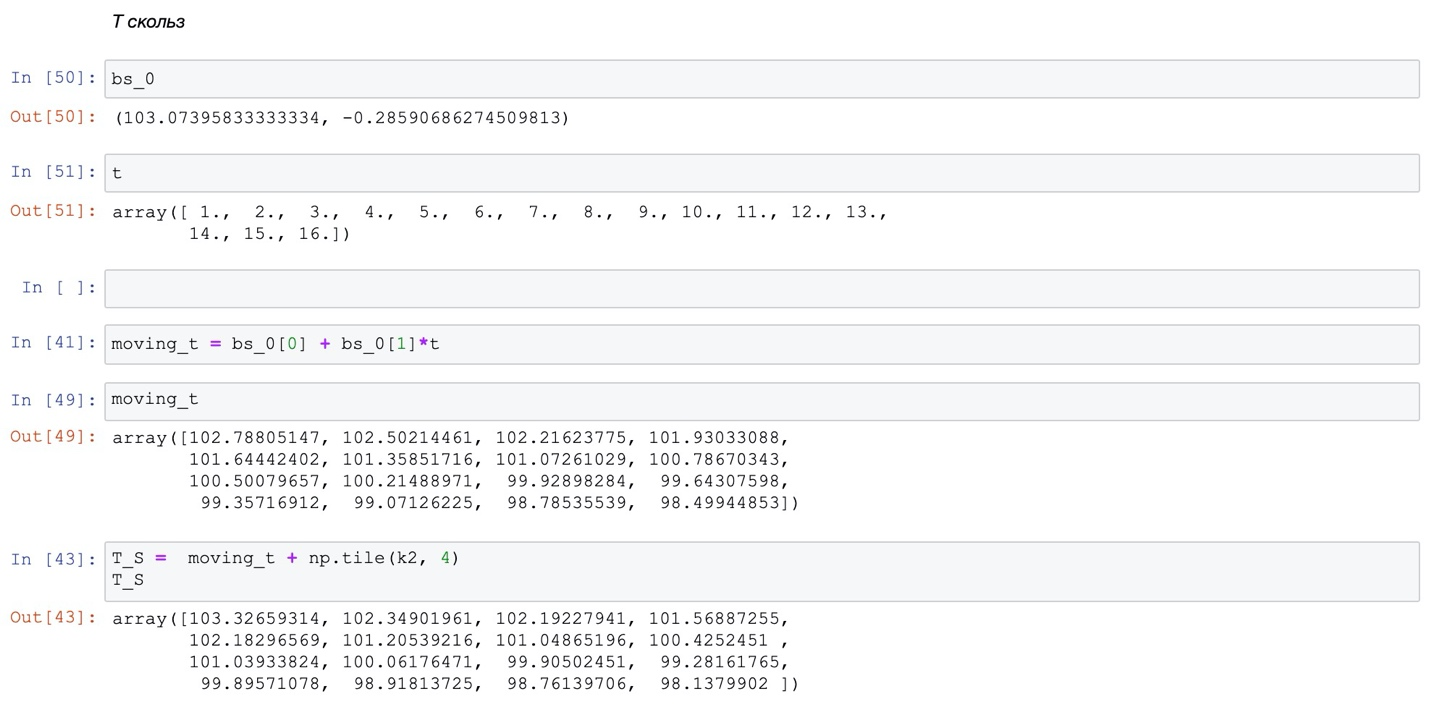 T скольз
In [50]: bs_0
Out[50]: (103.07395833333334, -0.28590686274509813)
In [51]: t
Out[51]: array([ 1.,  2.,  3.,  4.,  5.,  6.,  7.,  8.,  9., 10., 11., 12., 13.,
       14., 15., 16.])
In [ ]:
In [41]: moving_t = bs_0[0] + bs_0[1]*t
In [49]: moving_t
Out[49]: array([102.78805147, 102.50214461, 102.21623775, 101.93033088,
       101.64442402, 101.35851716, 101.07261029, 100.78670343,
       100.50079657, 100.21488971,  99.92898284,  99.64307598,
        99.35716912,  99.07126225,  98.78535539,  98.49944853])
In [43]: T_S =  moving_t + np.tile(k2, 4)
T_S
Out[43]: array([103.32659314, 102.34901961, 102.19227941, 101.56887255,
       102.18296569, 101.20539216, 101.04865196, 100.4252451 ,
       101.03933824, 100.06176471,  99.90502451,  99.28161765,
        99.89571078,  98.91813725,  98.76139706,  98.1379902 ])